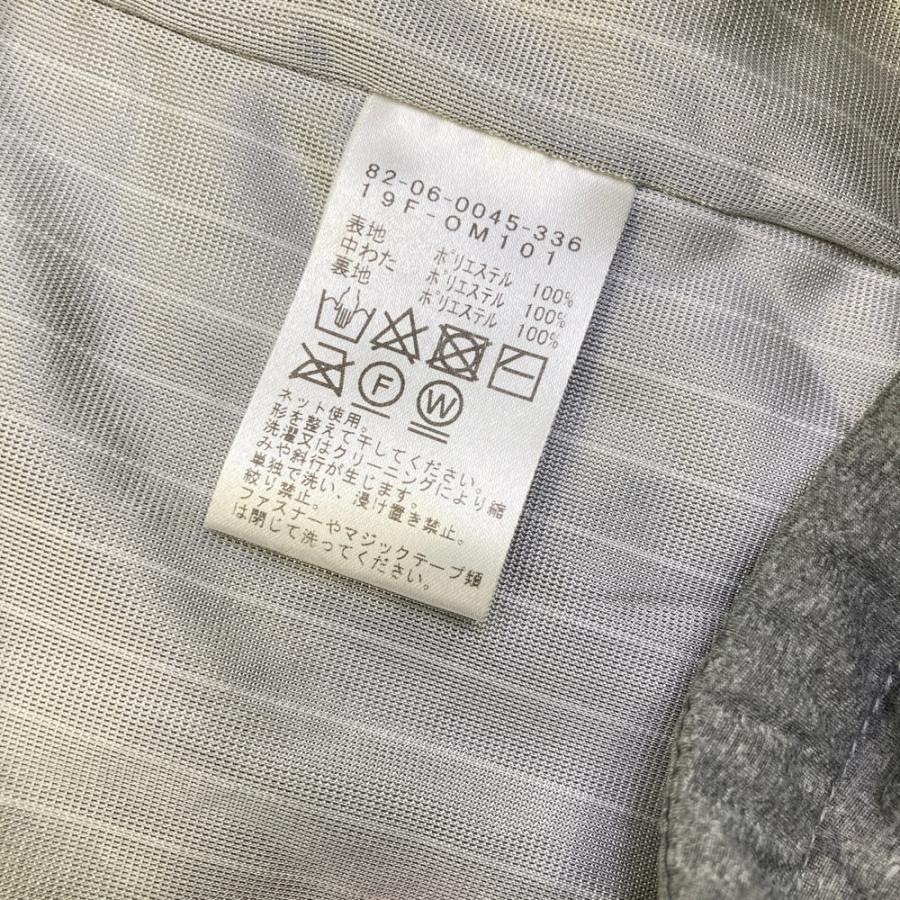 82-06-0045-336
19F-OM101
表地 ポリエステル 100%
中わた ポリエステル 100%
裏地 ポリエステル 100%
F
W
ネット使用。
形を整えて干してください。
洗濯又はクリーニングにより縮
みや斜行が生じます。
単独で洗い、浸け置き禁止。
絞り禁止。
ファスナーやマジックテープ類
は閉じて洗ってください。